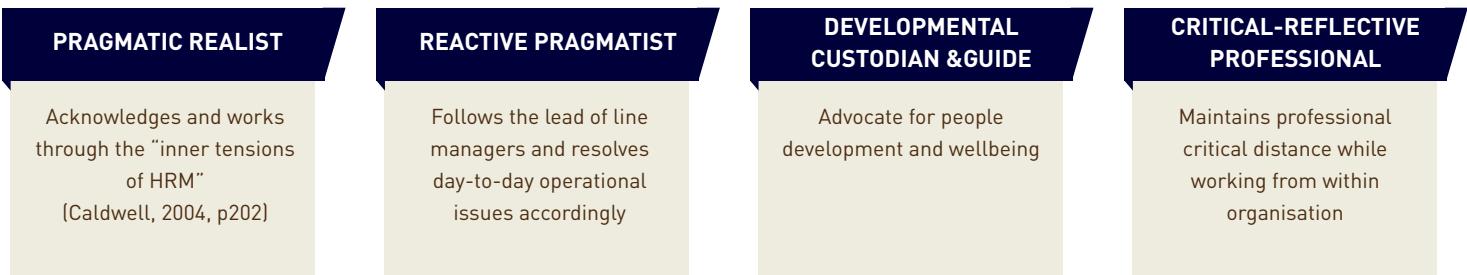 PRAGMATIC REALIST
Acknowledges and works
through the “inner tensions
of HRM”
(Caldwell, 2004, p202)
REACTIVE PRAGMATIST
Follows the lead of line
managers and resolves
day-to-day operational
issues accordingly
DEVELOPMENTAL
CUSTODIAN &GUIDE
Advocate for people
development and wellbeing
CRITICAL-REFLECTIVE
PROFESSIONAL
Maintains professional
critical distance while
working from within
organisation